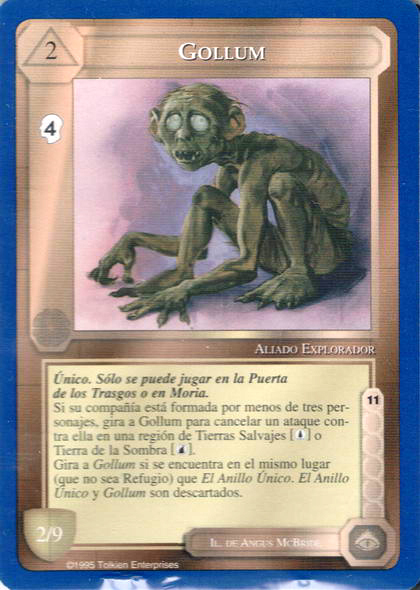 2
GOLLUM
4
ALIADO EXPLORADOR
Único. Sólo se puede jugar en la Puerta
de los Trasgos o en Moria.
Si su compañía está formada por menos de tres per-
sonajes, gira a Gollum para cancelar un ataque con-
tra ella en una región de Tierras Salvajes [ ] o
Tierra de la Sombra [ ].
Gira a Gollum si se encuentra en el mismo lugar
(que no sea Refugio) que El Anillo Único. El Anillo
Único y Gollum son descartados.
11
2/9
IL. DE ANGUS MCBRIDE
©1995 Tolkien Enterprises